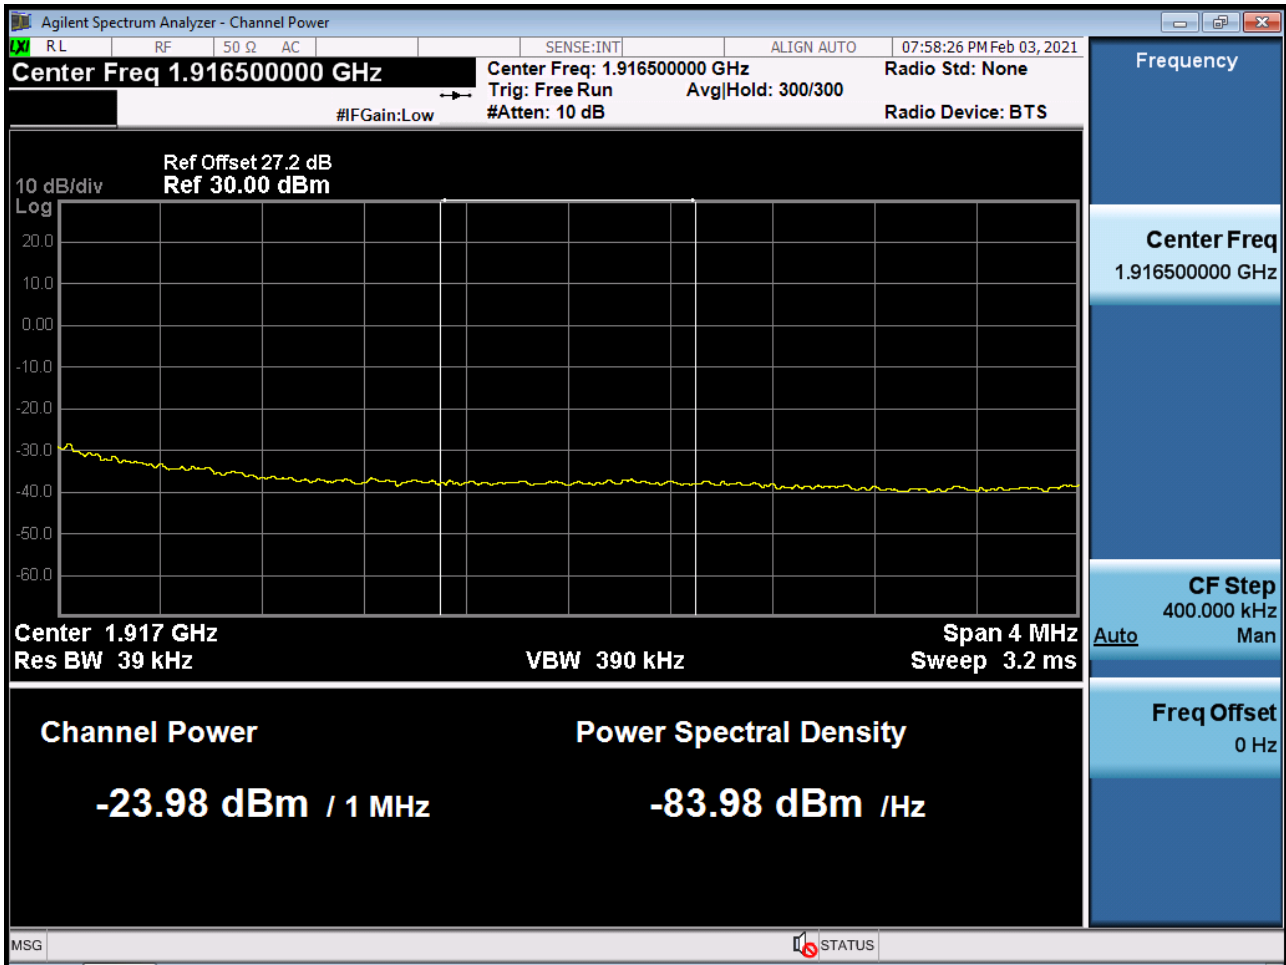 Agilent Spectrum Analyzer - Channel Power
LXI RL RF 50 Ω AC SENSE:INT ALIGN AUTO 07:58:26 PM Feb 03, 2021
Center Freq 1.916500000 GHz
Center Freq: 1.916500000 GHz
Radio Std: None
Trig: Free Run
Avg|Hold: 300/300
#IFGain:Low
#Atten: 10 dB
Radio Device: BTS
Ref Offset 27.2 dB
10 dB/div
Ref 30.00 dBm
Log
20.0
10.0
0.00
-10.0
-20.0
-30.0
-40.0
-50.0
-60.0
Center 1.917 GHz
Span 4 MHz
Res BW 39 kHz
VBW 390 kHz
Sweep 3.2 ms
Channel Power
Power Spectral Density
-23.98 dBm / 1 MHz
-83.98 dBm /Hz
Frequency
Center Freq
1.916500000 GHz
CF Step
400.000 kHz
Auto Man
Freq Offset
0 Hz
MSG
STATUS